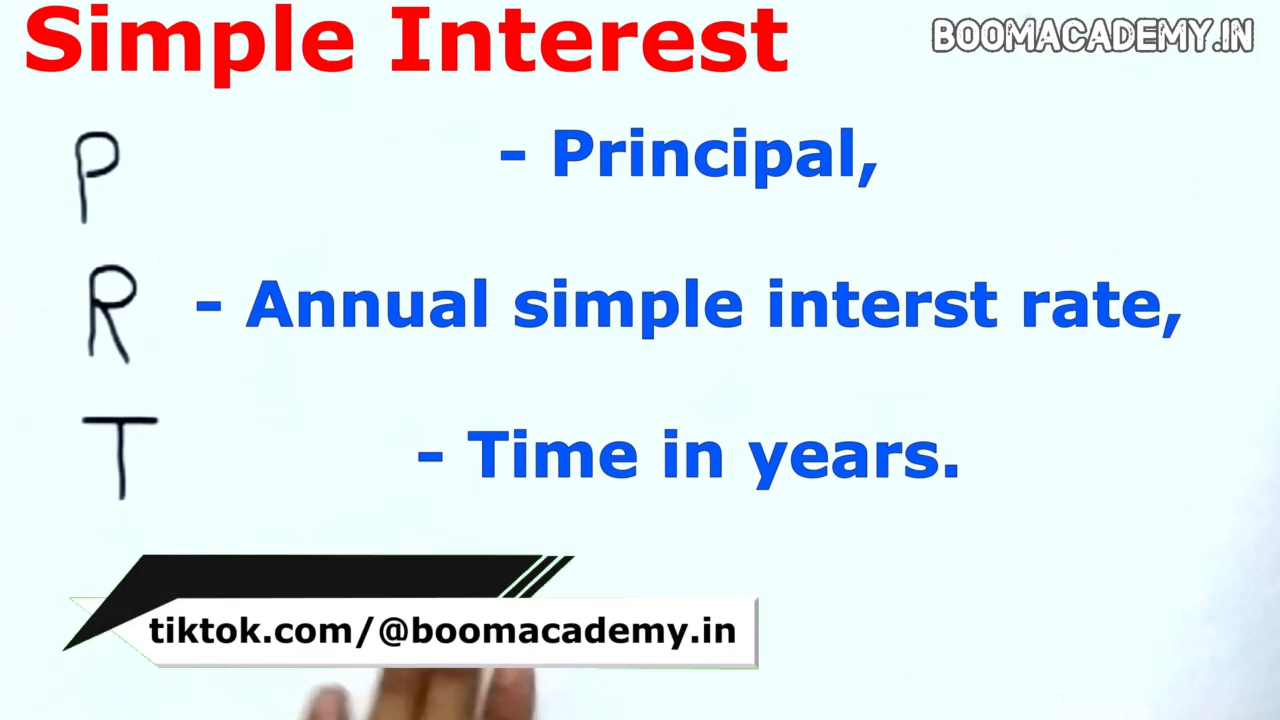 Simple Interest
BOOMACADEMY.IN
P - Principal,
R - Annual simple interst rate,
T - Time in years.
tiktok.com/@boomacademy.in